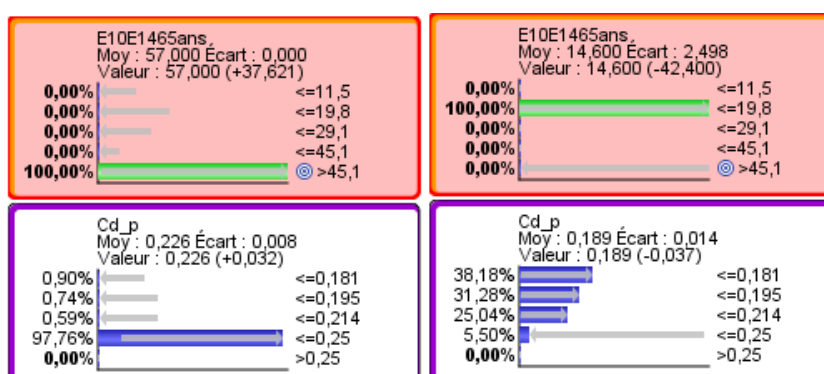 E10E1465ans
Moy : 57,000 Écart : 0,000
Valeur : 57,000 (+37,621)
0,00% <=11,5
0,00% <=19,8
0,00% <=29,1
0,00% <=45,1
100,00% >45,1
E10E1465ans
Moy : 14,600 Écart : 2,498
Valeur : 14,600 (-42,400)
0,00% <=11,5
100,00% <=19,8
0,00% <=29,1
0,00% <=45,1
0,00% >45,1
Cd_p
Moy : 0,226 Écart : 0,008
Valeur : 0,226 (+0,032)
0,90% <=0,181
0,74% <=0,195
0,59% <=0,214
97,76% <=0,25
0,00% >0,25
Cd_p
Moy : 0,189 Écart : 0,014
Valeur : 0,189 (-0,037)
38,18% <=0,181
31,28% <=0,195
25,04% <=0,214
5,50% <=0,25
0,00% >0,25